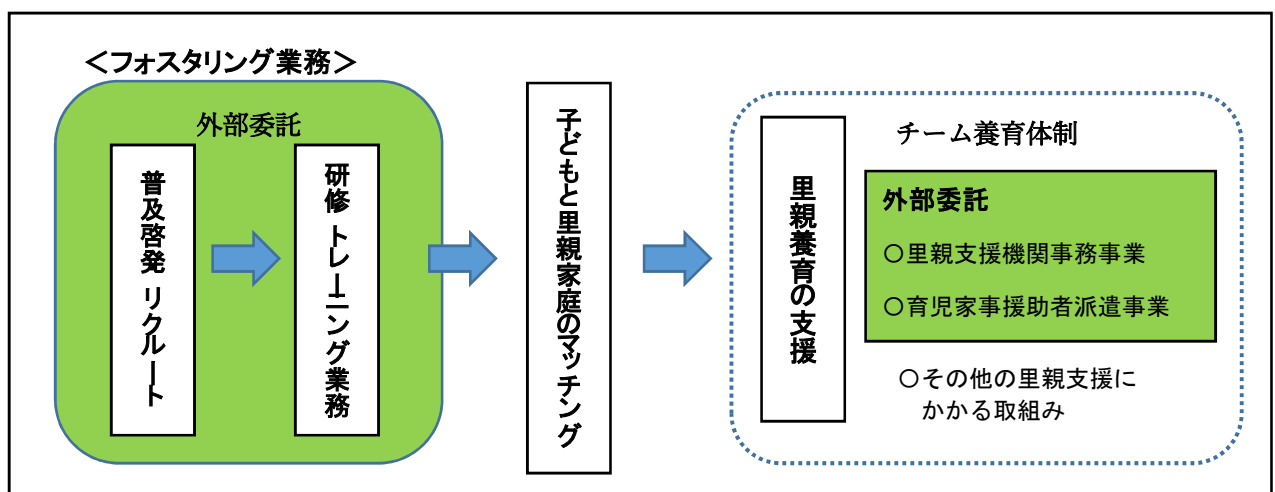 ＜フォスタリング業務＞
外部委託
普及啓発 リクルート
研修 トレーニング業務
子どもと里親家庭のマッチング
チーム養育体制
里親養育の支援
外部委託
○里親支援機関事務事業
○育児家事援助者派遣事業
○その他の里親支援に
かかる取組み